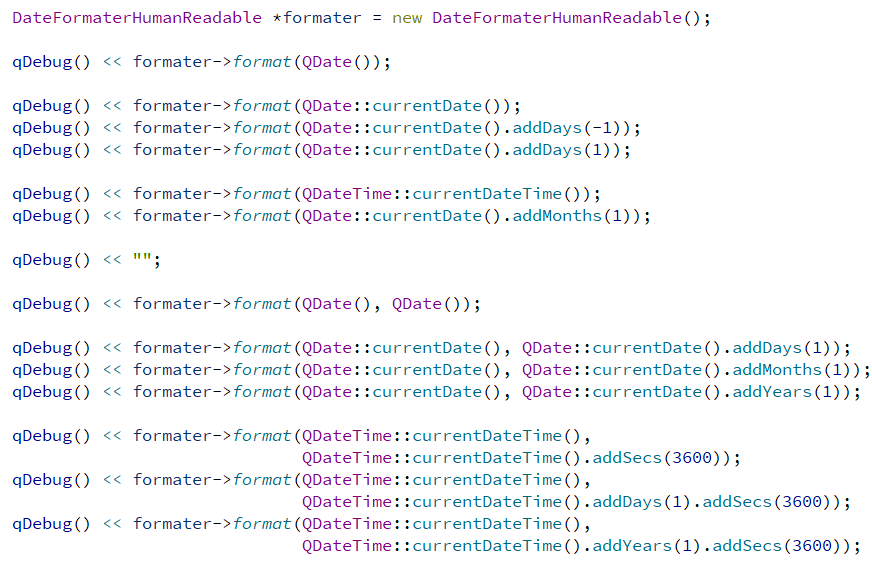 DateFormaterHumanReadable *formater = new DateFormaterHumanReadable();
qDebug() << formater->format(QDate());
qDebug() << formater->format(QDate::currentDate());
qDebug() << formater->format(QDate::currentDate().addDays(-1));
qDebug() << formater->format(QDate::currentDate().addDays(1));
qDebug() << formater->format(QDateTime::currentDateTime());
qDebug() << formater->format(QDate::currentDate().addMonths(1));
qDebug() << "";
qDebug() << formater->format(QDate(), QDate());
qDebug() << formater->format(QDate::currentDate(), QDate::currentDate().addDays(1));
qDebug() << formater->format(QDate::currentDate(), QDate::currentDate().addMonths(1));
qDebug() << formater->format(QDate::currentDate(), QDate::currentDate().addYears(1));
qDebug() << formater->format(QDateTime::currentDateTime(),
QDateTime::currentDateTime().addSecs(3600));
qDebug() << formater->format(QDateTime::currentDateTime(),
QDateTime::currentDateTime().addDays(1).addSecs(3600));
qDebug() << formater->format(QDateTime::currentDateTime(),
QDateTime::currentDateTime().addYears(1).addSecs(3600));